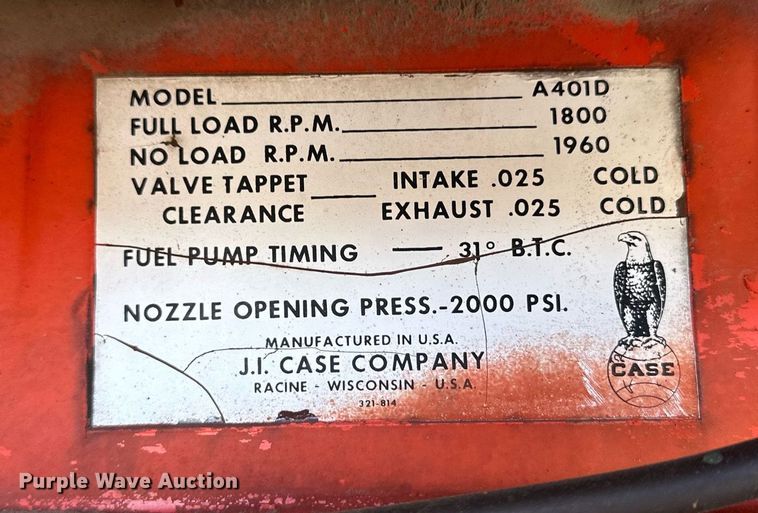 MODEL A401D
FULL LOAD R.P.M. 1800
NO LOAD R.P.M. 1960
VALVE TAPPET INTAKE .025 COLD
CLEARANCE EXHAUST .025 COLD
FUEL PUMP TIMING — 31° B.T.C.
NOZZLE OPENING PRESS.-2000 PSI.
MANUFACTURED IN U.S.A.
J.I. CASE COMPANY
RACINE - WISCONSIN - U.S.A.
321-814
CASE
Purple Wave Auction